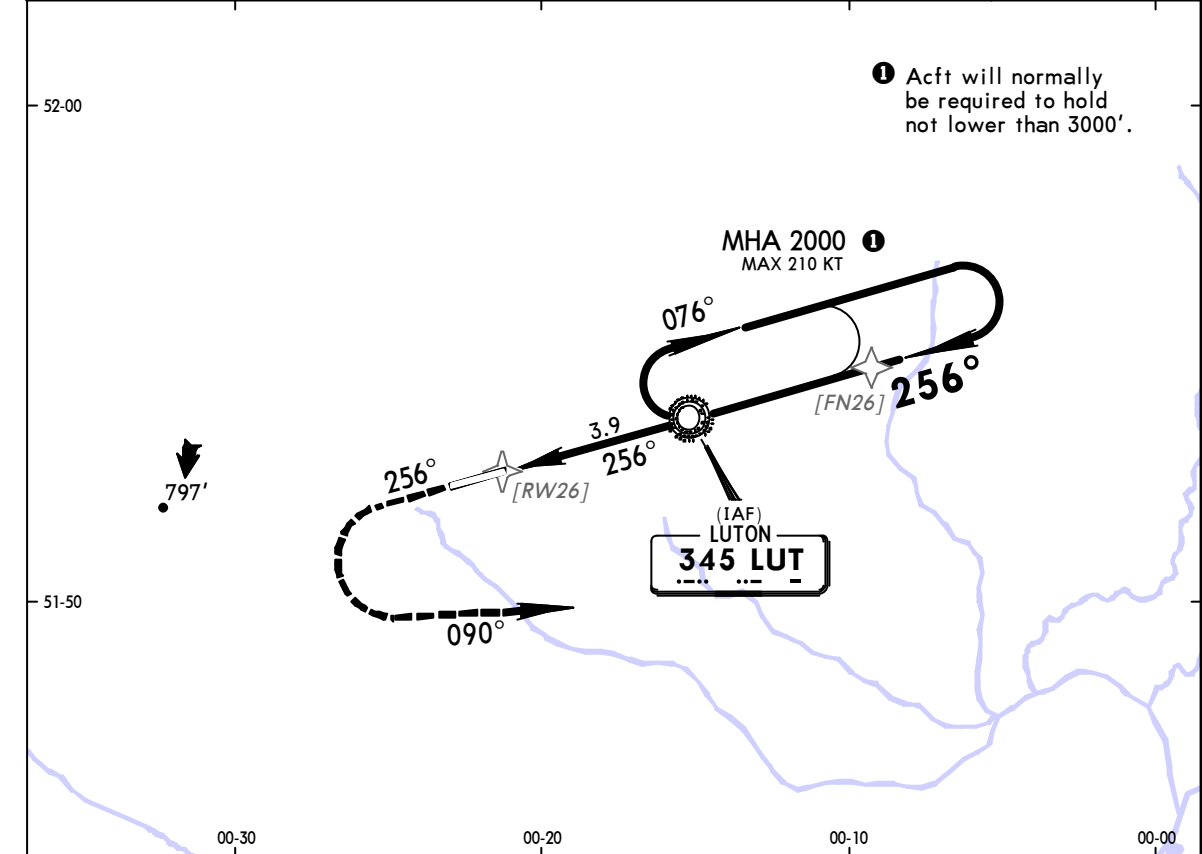 ❶ Acft will normally
be required to hold
not lower than 3000'.
52-00
MHA 2000 ❶
MAX 210 KT
076°
256°
[FN26]
3.9
256°
256°
[RW26]
797'
(IAF)
LUTON
345 LUT
.-.. ..- -
51-50
090°
00-30
00-20
00-10
00-00